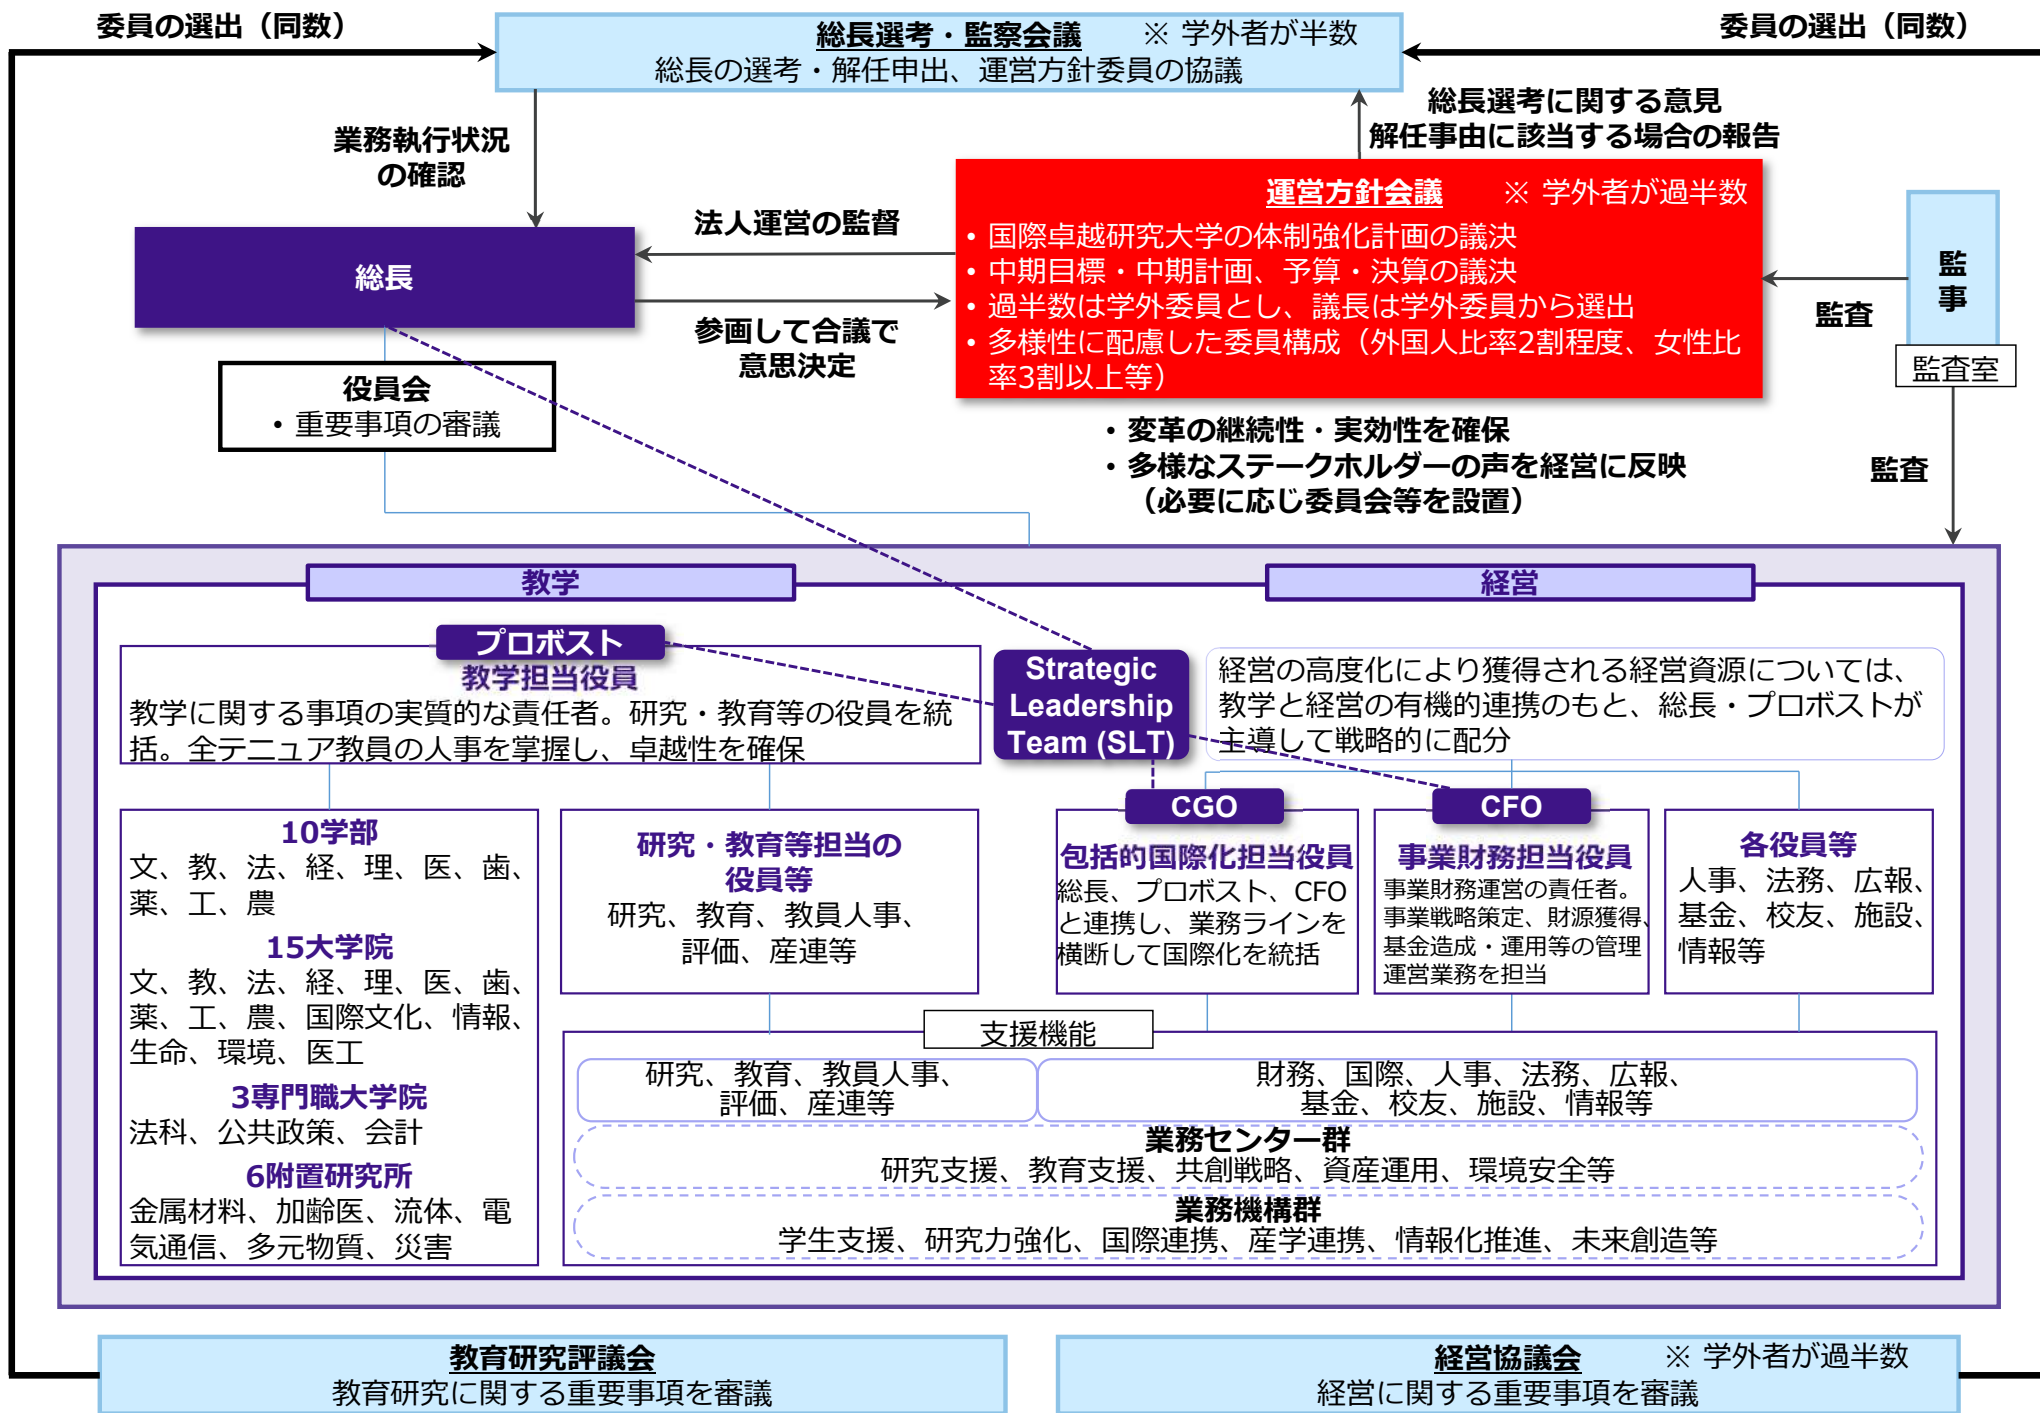 委員の選出（同数）
総長選考・監察会議　※ 学外者が半数
総長の選考・解任申出、運営方針委員の協議
委員の選出（同数）
業務執行状況
の確認
総長選考に関する意見
解任事由に該当する場合の報告
総長
法人運営の監督
参画して合議で
意思決定
運営方針会議　※ 学外者が過半数
• 国際卓越研究大学の体制強化計画の議決
• 中期目標・中期計画、予算・決算の議決
• 過半数は学外委員とし、議長は学外委員から選出
• 多様性に配慮した委員構成（外国人比率2割程度、女性比
率3割以上等）
監査
監
事
監査室
監査
役員会
• 重要事項の審議
• 変革の継続性・実効性を確保
• 多様なステークホルダーの声を経営に反映
（必要に応じ委員会等を設置）
教学
経営
プロボスト
教学担当役員
教学に関する事項の実質的な責任者。研究・教育等の役員を統
括。全テニュア教員の人事を掌握し、卓越性を確保
Strategic
Leadership
Team (SLT)
経営の高度化により獲得される経営資源については、
教学と経営の有機的連携のもと、総長・プロボストが
主導して戦略的に配分
10学部
文、教、法、経、理、医、歯、
薬、工、農
15大学院
文、教、法、経、理、医、歯、
薬、工、農、国際文化、情報、
生命、環境、医工
3専門職大学院
法科、公共政策、会計
6附置研究所
金属材料、加齢医、流体、電
気通信、多元物質、災害
研究・教育等担当の
役員等
研究、教育、教員人事、
評価、産連等
CGO
包括的国際化担当役員
総長、プロボスト、CFO
と連携し、業務ラインを
横断して国際化を統括
CFO
事業財務担当役員
事業財務運営の責任者。
事業戦略策定、財源獲得、
基金造成・運用等の管理
運営業務を担当
各役員等
人事、法務、広報、
基金、校友、施設、
情報等
支援機能
研究、教育、教員人事、
評価、産連等
財務、国際、人事、法務、広報、
基金、校友、施設、情報等
業務センター群
研究支援、教育支援、共創戦略、資産運用、環境安全等
業務機構群
学生支援、研究力強化、国際連携、産学連携、情報化推進、未来創造等
教育研究評議会
教育研究に関する重要事項を審議
経営協議会　※ 学外者が過半数
経営に関する重要事項を審議